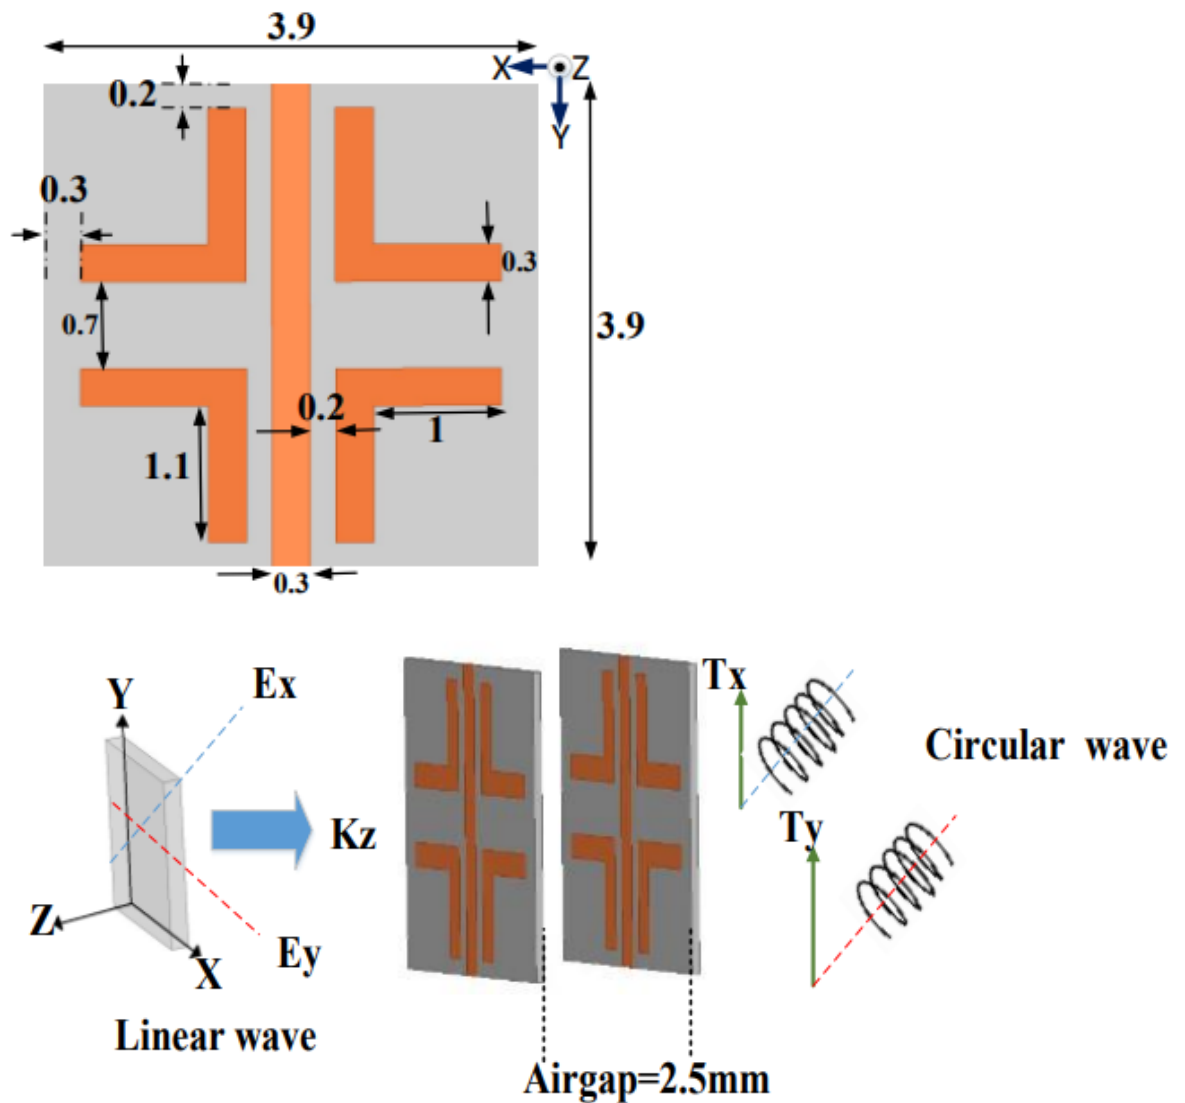 3.9
X Z
0.2
Y
0.3
0.3
0.7
3.9
0.2
1
1.1
0.3
Ex
Tx
Y
Circular wave
Kz
Ty
Z
Ey
X
Linear wave
Airgap=2.5mm